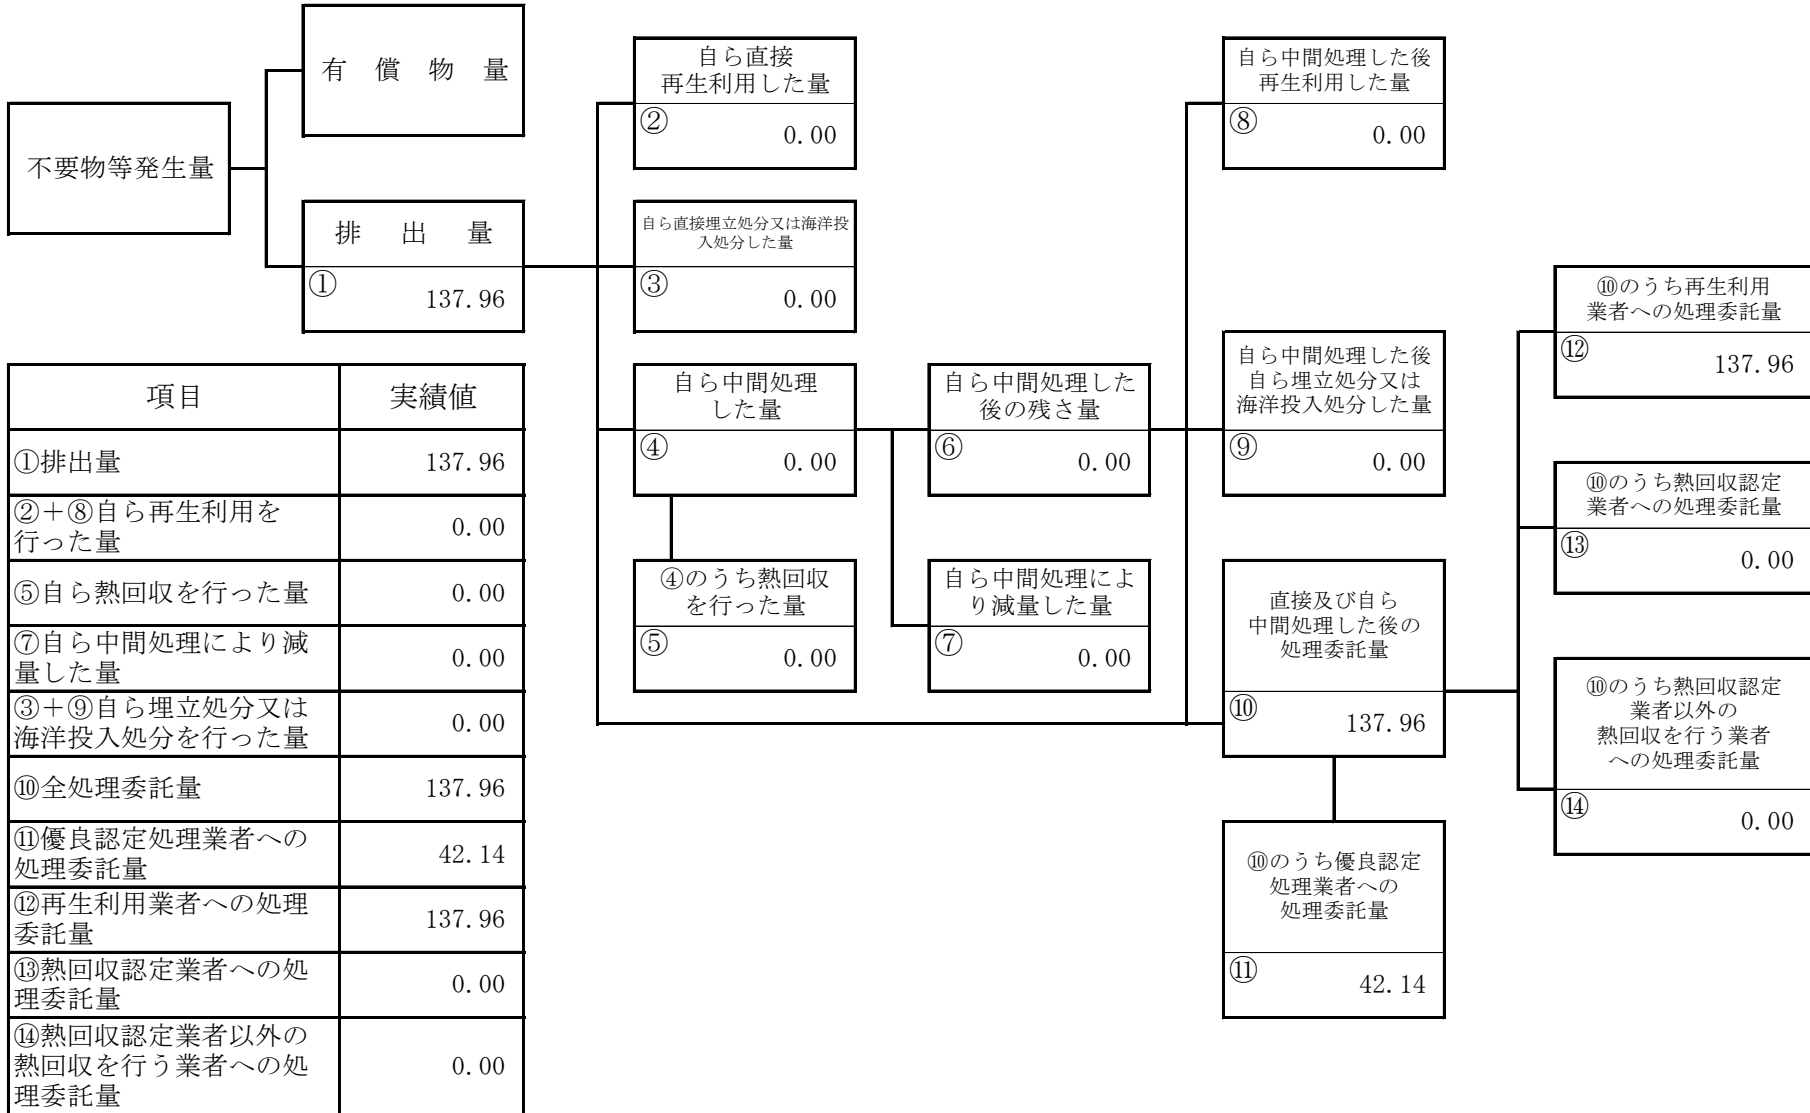 不要物等発生量
有償物量
排出量
①
137.96
自ら直接
再生利用した量
②
0.00
自ら直接埋立処分又は海洋投
入処分した量
③
0.00
自ら中間処理
した量
④
0.00
④のうち熱回収
を行った量
⑤
0.00
自ら中間処理した
後の残さ量
⑥
0.00
自ら中間処理によ
り減量した量
⑦
0.00
自ら中間処理した後
再生利用した量
⑧
0.00
自ら中間処理した後
自ら埋立処分又は
海洋投入処分した量
⑨
0.00
直接及び自ら
中間処理した後の
処理委託量
⑩
137.96
⑩のうち優良認定
処理業者への
処理委託量
⑪
42.14
⑩のうち再生利用
業者への処理委託量
⑫
137.96
⑩のうち熱回収認定
業者への処理委託量
⑬
0.00
⑩のうち熱回収認定
業者以外の
熱回収を行う業者
への処理委託量
⑭
0.00
項目 実績値
①排出量 137.96
②＋⑧自ら再生利用を
行った量 0.00
⑤自ら熱回収を行った量 0.00
⑦自ら中間処理により減
量した量 0.00
③＋⑨自ら埋立処分又は
海洋投入処分を行った量 0.00
⑩全処理委託量 137.96
⑪優良認定処理業者への
処理委託量 42.14
⑫再生利用業者への処理
委託量 137.96
⑬熱回収認定業者への処
理委託量 0.00
⑭熱回収認定業者以外の
熱回収を行う業者への処
理委託量 0.00